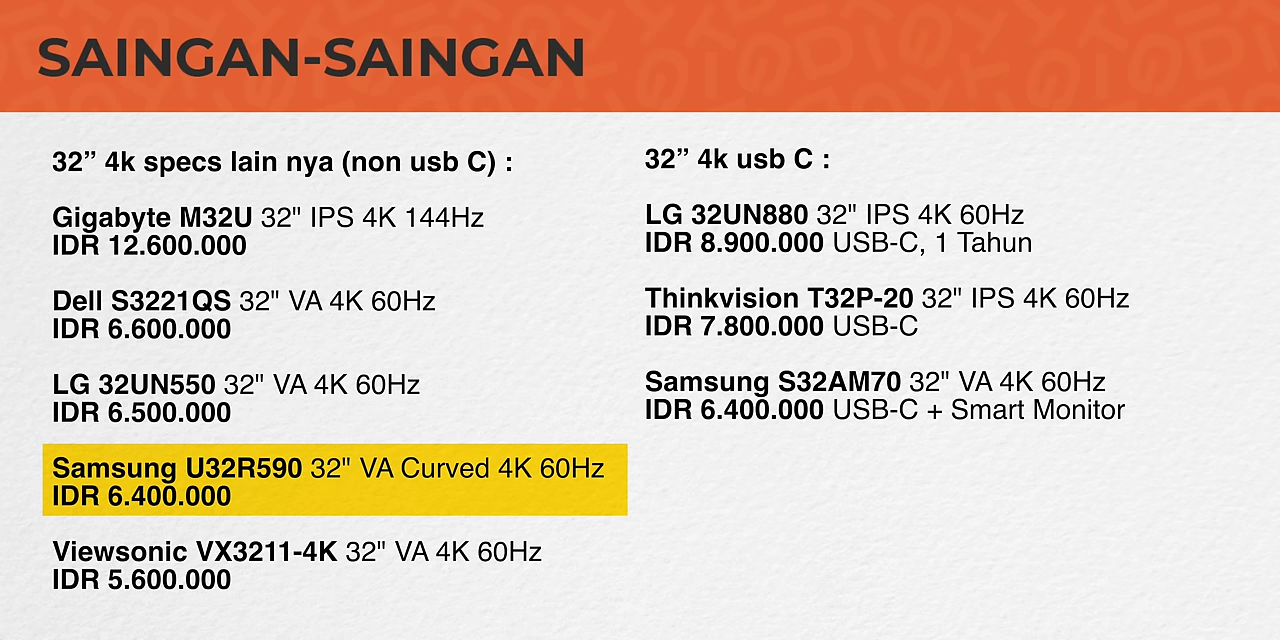 SAINGAN-SAINGAN
32” 4k specs lain nya (non usb C) :
Gigabyte M32U 32" IPS 4K 144Hz
IDR 12.600.000
Dell S3221QS 32" VA 4K 60Hz
IDR 6.600.000
LG 32UN550 32" VA 4K 60Hz
IDR 6.500.000
Samsung U32R590 32" VA Curved 4K 60Hz
IDR 6.400.000
Viewsonic VX3211-4K 32" VA 4K 60Hz
IDR 5.600.000
32” 4k usb C :
LG 32UN880 32" IPS 4K 60Hz
IDR 8.900.000 USB-C, 1 Tahun
Thinkvision T32P-20 32" IPS 4K 60Hz
IDR 7.800.000 USB-C
Samsung S32AM70 32" VA 4K 60Hz
IDR 6.400.000 USB-C + Smart Monitor